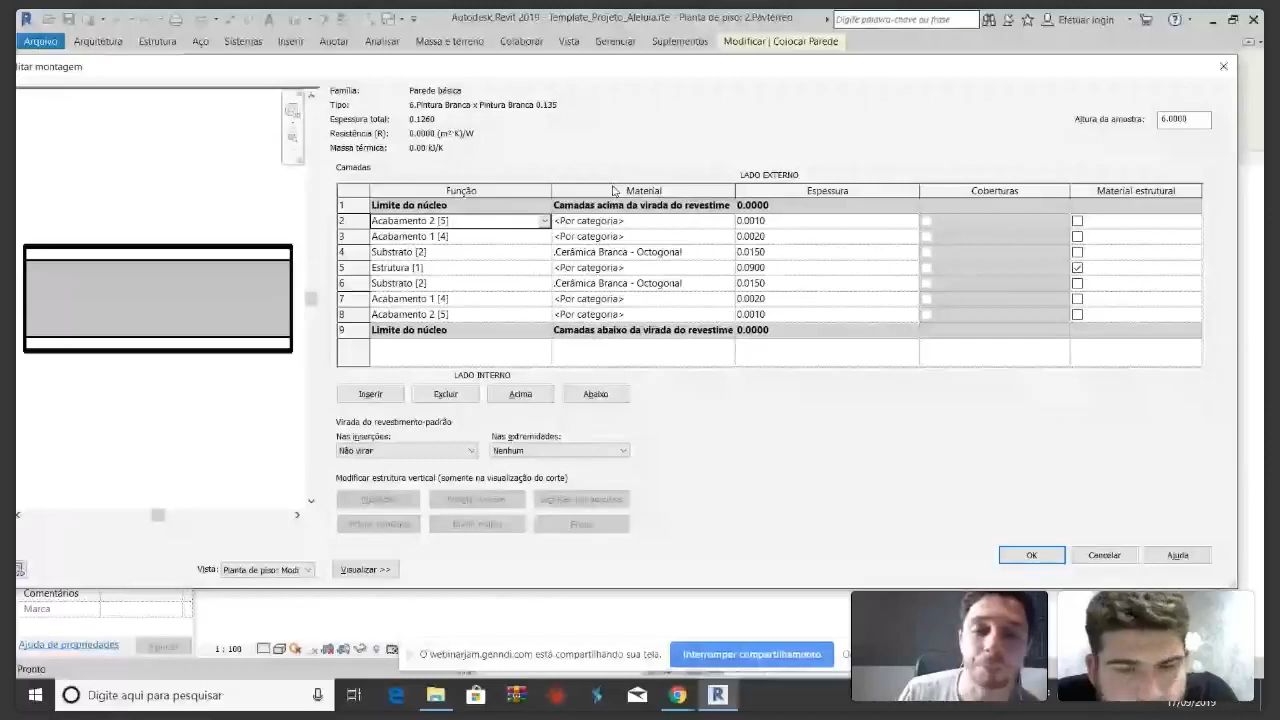 Autodesk Revit 2019 - Template_Projeto_Aleluia.rte - Planta de piso: 2.Pavterreo
Digite palavra-chave ou frase
Efetuar login
Arquivo Arquitetura Estrutura Aço Sistemas Inserir Anotar Analisar Massa e terreno Colaborar Vista Gerenciar Suplementos Modificar | Colocar Parede
litar montagem
Família: Parede básica
Tipo: 6.Pintura Branca x Pintura Branca 0.135
Espessura total: 0.1260
Altura da amostra: 6.0000
Resistência (R): 0.0000 (m²·K)/W
Massa térmica: 0.00 kJ/K
Camadas
LADO EXTERNO
Função Material Espessura Coberturas Material estrutural
1 Limite do núcleo Camadas acima da virada do revestime 0.0000
2 Acabamento 2 [5] <Por categoria> 0.0010
3 Acabamento 1 [4] <Por categoria> 0.0020
4 Substrato [2] .Cerâmica Branca - Octogonal 0.0150
5 Estrutura [1] <Por categoria> 0.0900
6 Substrato [2] .Cerâmica Branca - Octogonal 0.0150
7 Acabamento 1 [4] <Por categoria> 0.0020
8 Acabamento 2 [5] <Por categoria> 0.0010
9 Limite do núcleo Camadas abaixo da virada do revestime 0.0000
LADO INTERNO
Inserir Excluir Acima Abaixo
Virada do revestimento-padrão
Nas inserções: Nas extremidades:
Não virar Nenhum
Modificar estrutura vertical (somente na visualização do corte)
OK Cancelar Ajuda
Vista: Planta de piso: Modi Visualizar >>
Comentários
Marca
Ajuda de propriedades
1 : 100
O webinarjam.genndi.com está compartilhando sua tela.
Interromper compartilhamento
Pronto
Digite aqui para pesquisar
17/09/2019